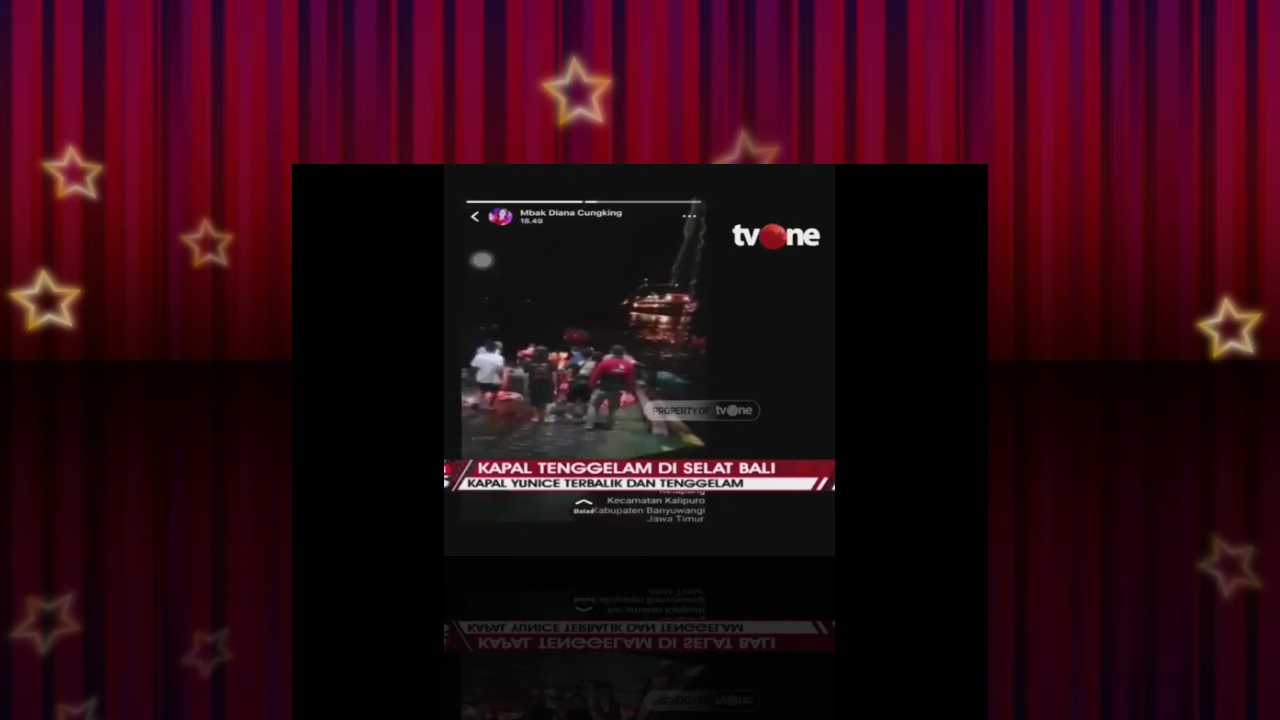 Mbak Diana Cungking
18.49
tvOne
PROPERTY OF tvOne
KAPAL TENGGELAM DI SELAT BALI
KAPAL YUNICE TERBALIK DAN TENGGELAM
Kecamatan Kalipuro
Kabupaten Banyuwangi
Jawa Timur